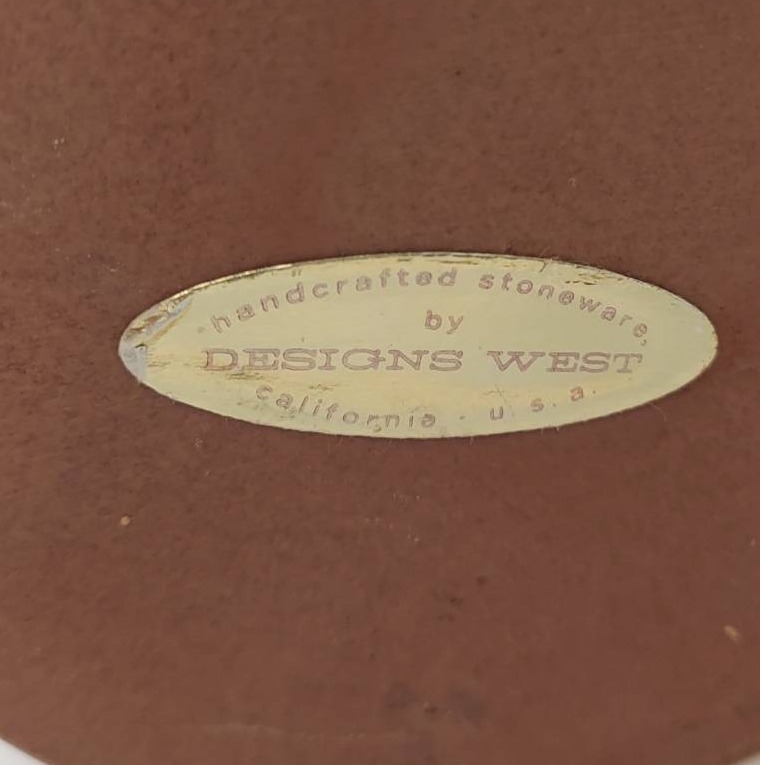 handcrafted stoneware,
by
DESIGNS WEST
california . u. s. a.